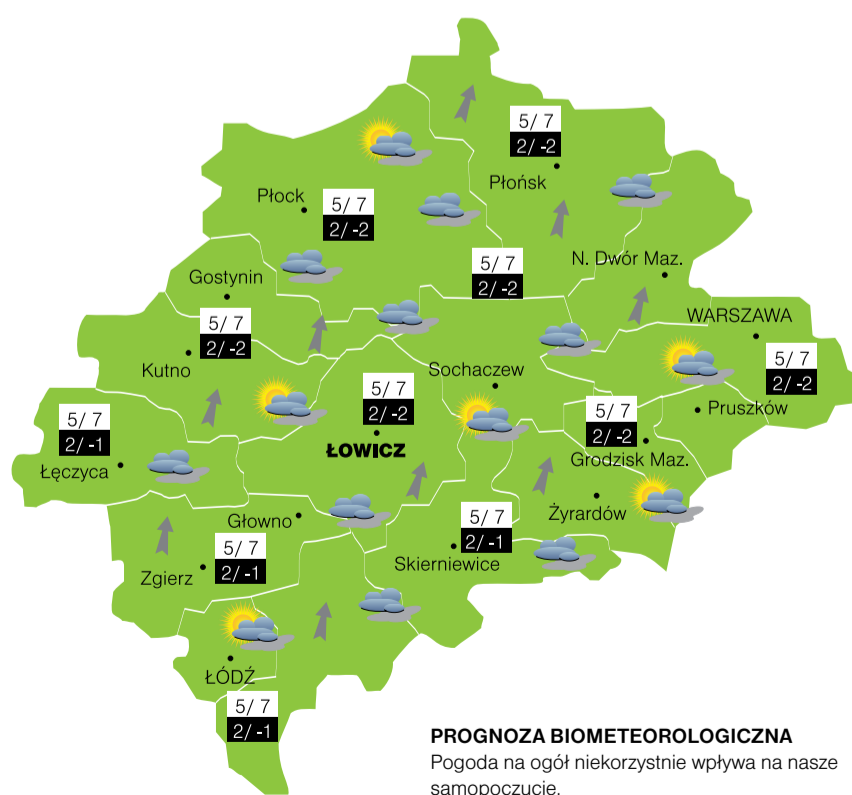 5/ 7
2/ -2
Płońsk
Płock
5/ 7
2/ -2
5/ 7
2/ -2
N. Dwór Maz.
Gostynin
5/ 7
2/ -2
Kutno
WARSZAWA
5/ 7
2/ -2
Pruszków
Sochaczew
5/ 7
2/ -2
ŁOWICZ
5/ 7
2/ -2
Grodzisk Maz.
5/ 7
2/ -1
Łęczyca
Żyrardów
Głowno
5/ 7
2/ -1
Skierniewice
5/ 7
2/ -1
Zgierz
ŁÓDŹ
5/ 7
2/ -1
PROGNOZA BIOMETEOROLOGICZNA
Pogoda na ogół niekorzystnie wpływa na nasze
samopoczucie.